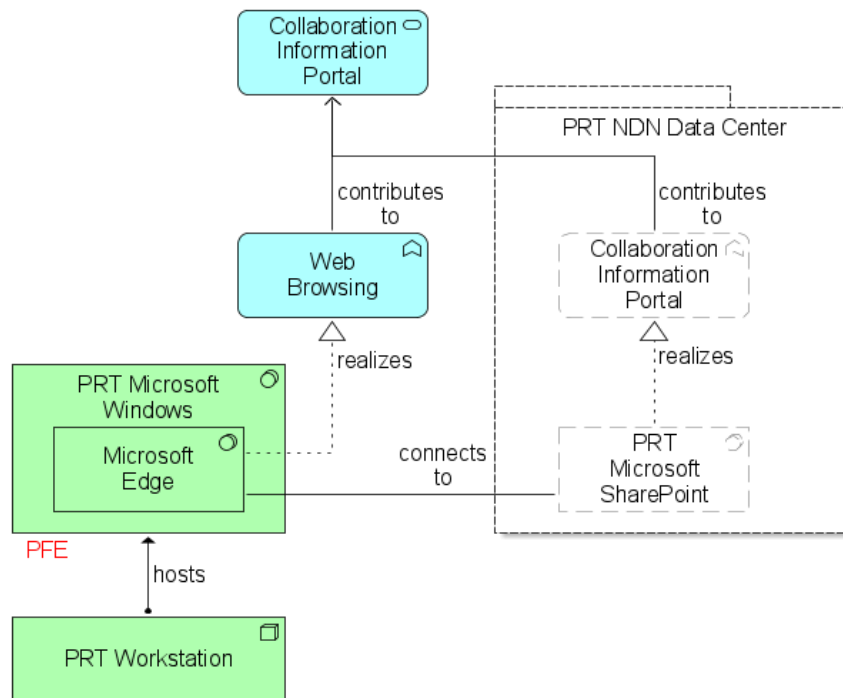 Collaboration
Information
Portal
PRT NDN Data Center
contributes
to
contributes
to
Web
Browsing
Collaboration
Information
Portal
realizes
realizes
PRT Microsoft
Windows
Microsoft
Edge
connects
to
PRT
Microsoft
SharePoint
PFE
hosts
PRT Workstation